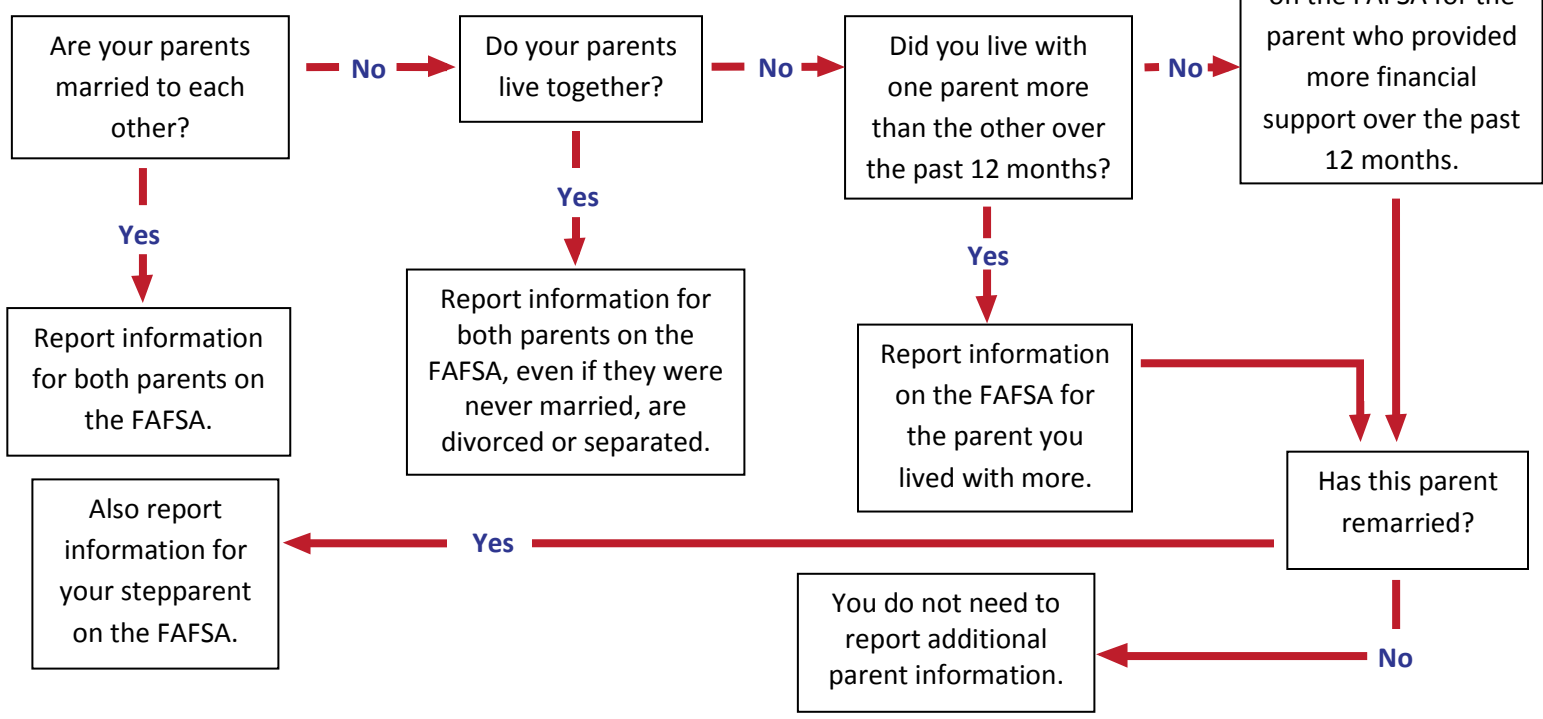 Are your parents
married to each
other?
No
Do your parents
live together?
No
Did you live with
one parent more
than the other over
the past 12 months?
No
on the FAFSA for the
parent who provided
more financial
support over the past
12 months.
Yes
Yes
Yes
Report information
for both parents on
the FAFSA.
Report information for
both parents on the
FAFSA, even if they were
never married, are
divorced or separated.
Report information
on the FAFSA for
the parent you
lived with more.
Has this parent
remarried?
Yes
Also report
information for
your stepparent
on the FAFSA.
No
You do not need to
report additional
parent information.